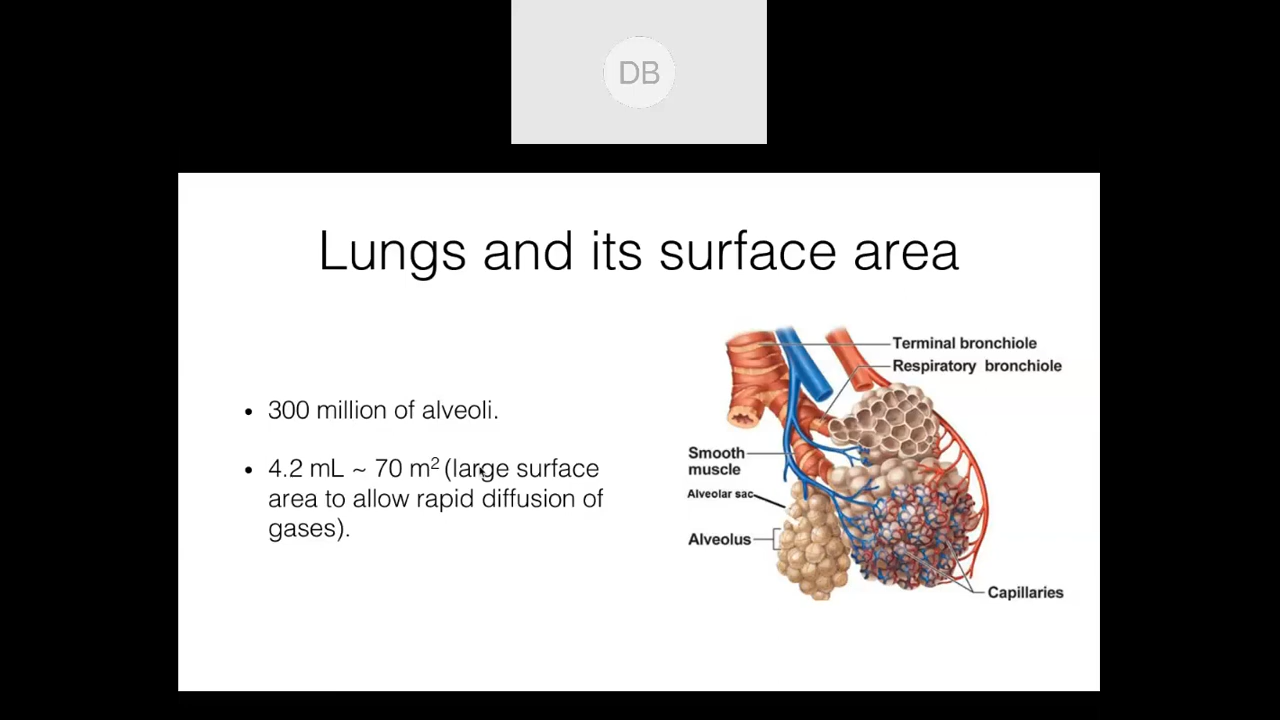 DB
Lungs and its surface area
• 300 million of alveoli.
• 4.2 mL ~ 70 m² (large surface
area to allow rapid diffusion of
gases).
Terminal bronchiole
Respiratory bronchiole
Smooth
muscle
Alveolar sac
Alveolus
Capillaries